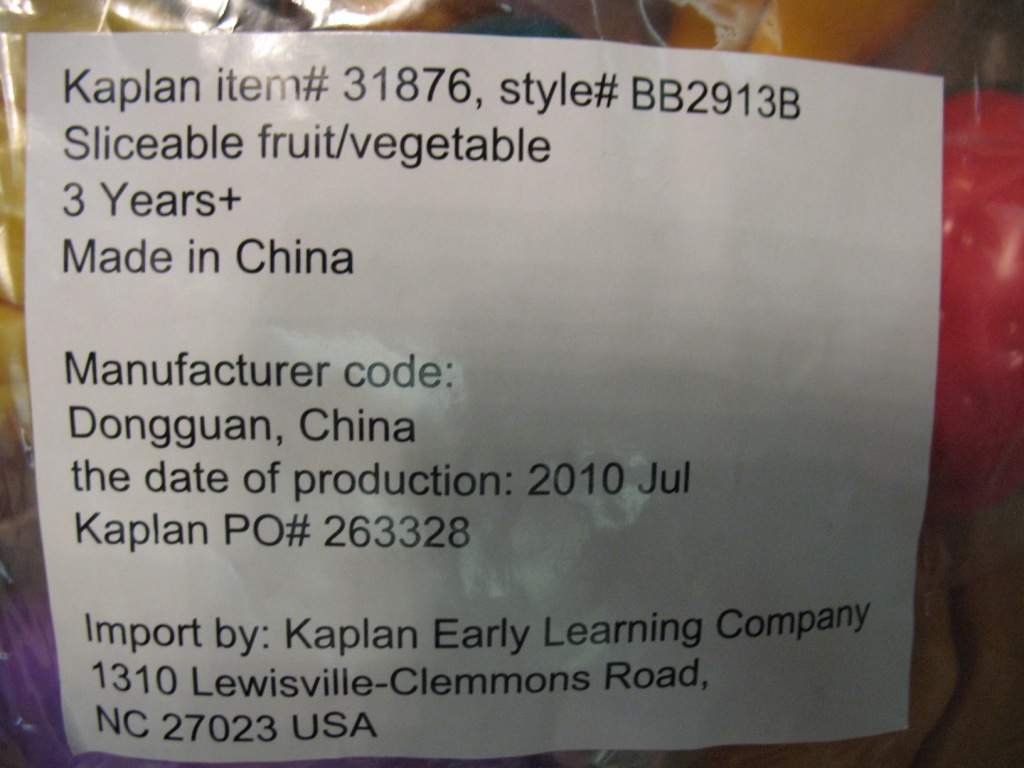 Kaplan item# 31876, style# BB2913B
Sliceable fruit/vegetable
3 Years+
Made in China
Manufacturer code:
Dongguan, China
the date of production: 2010 Jul
Kaplan PO# 263328
Import by: Kaplan Early Learning Company
1310 Lewisville-Clemmons Road,
NC 27023 USA